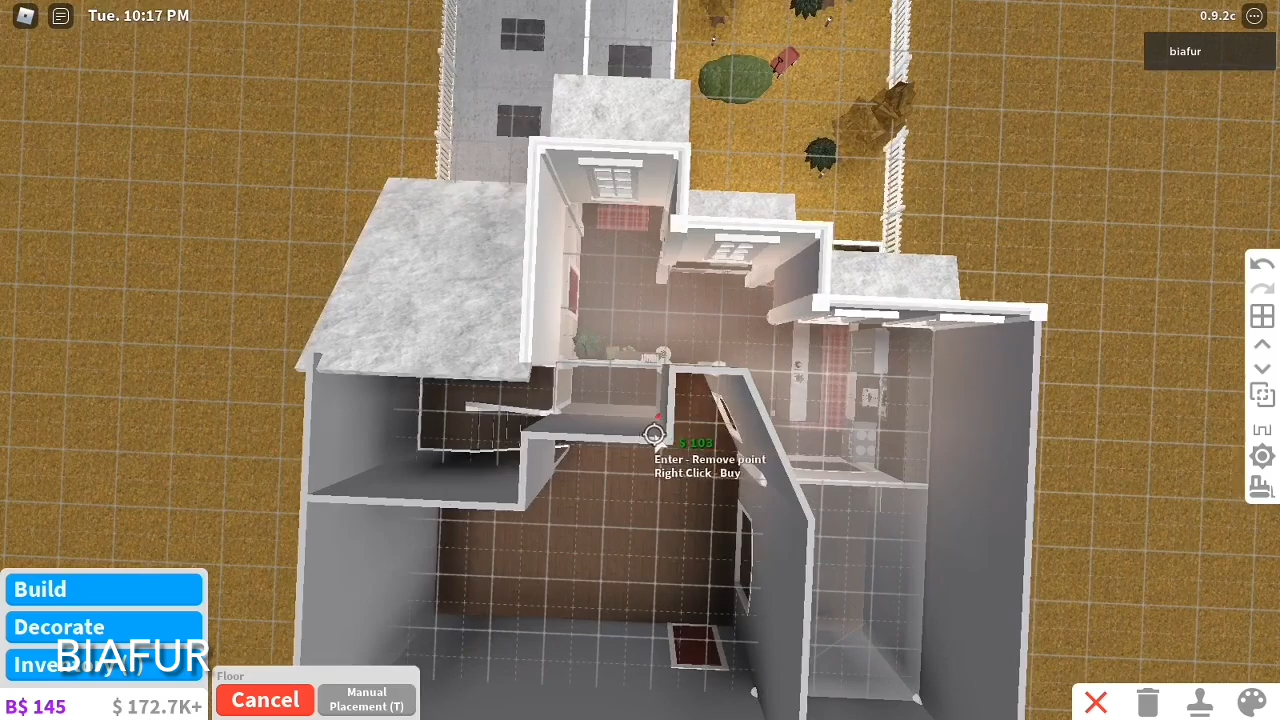 Tue. 10:17 PM
0.9.2c
biafur
$ 103
Enter - Remove point
Right Click - Buy
Build
Decorate
BIAFUR
Floor
Cancel
Manual
Placement (T)
B$ 145
$ 172.7K+